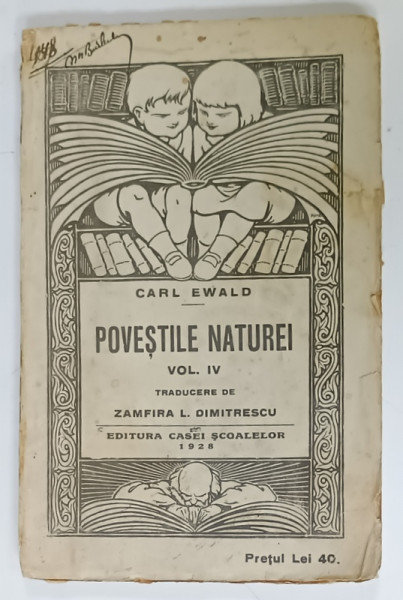 CARL EWALD
POVEȘTILE NATUREI
VOL. IV
TRADUCERE DE
ZAMFIRA L. DIMITRESCU
EDITURA CASEI ȘCOALELOR
1928
Prețul Lei 40.